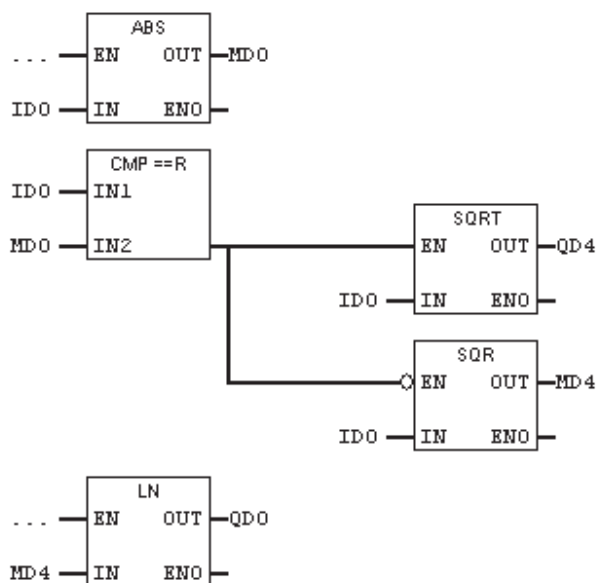 ABS
... EN OUT MD0
ID0 IN ENO
CMP ==R
ID0 IN1
MD0 IN2
SQRT
EN OUT QD4
ID0 IN ENO
SQR
EN OUT MD4
ID0 IN ENO
LN
... EN OUT QD0
MD4 IN ENO